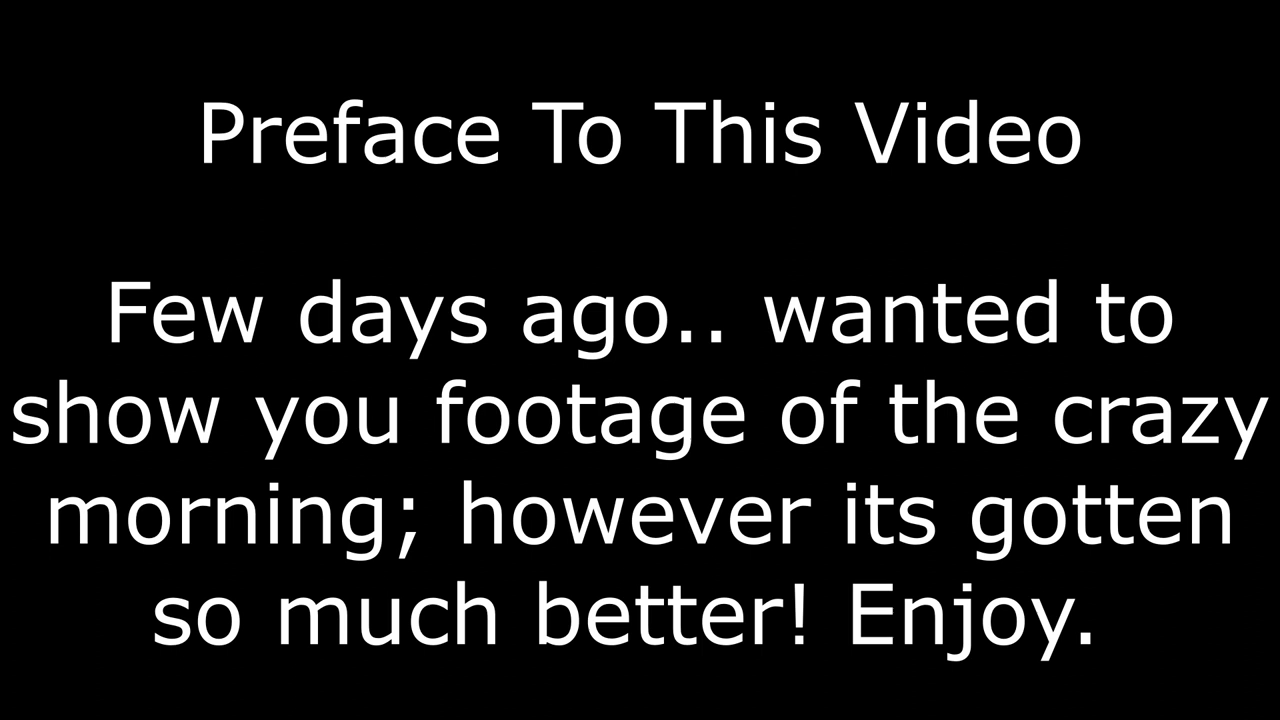 Preface To This Video
Few days ago.. wanted to
show you footage of the crazy
morning; however its gotten
so much better! Enjoy.